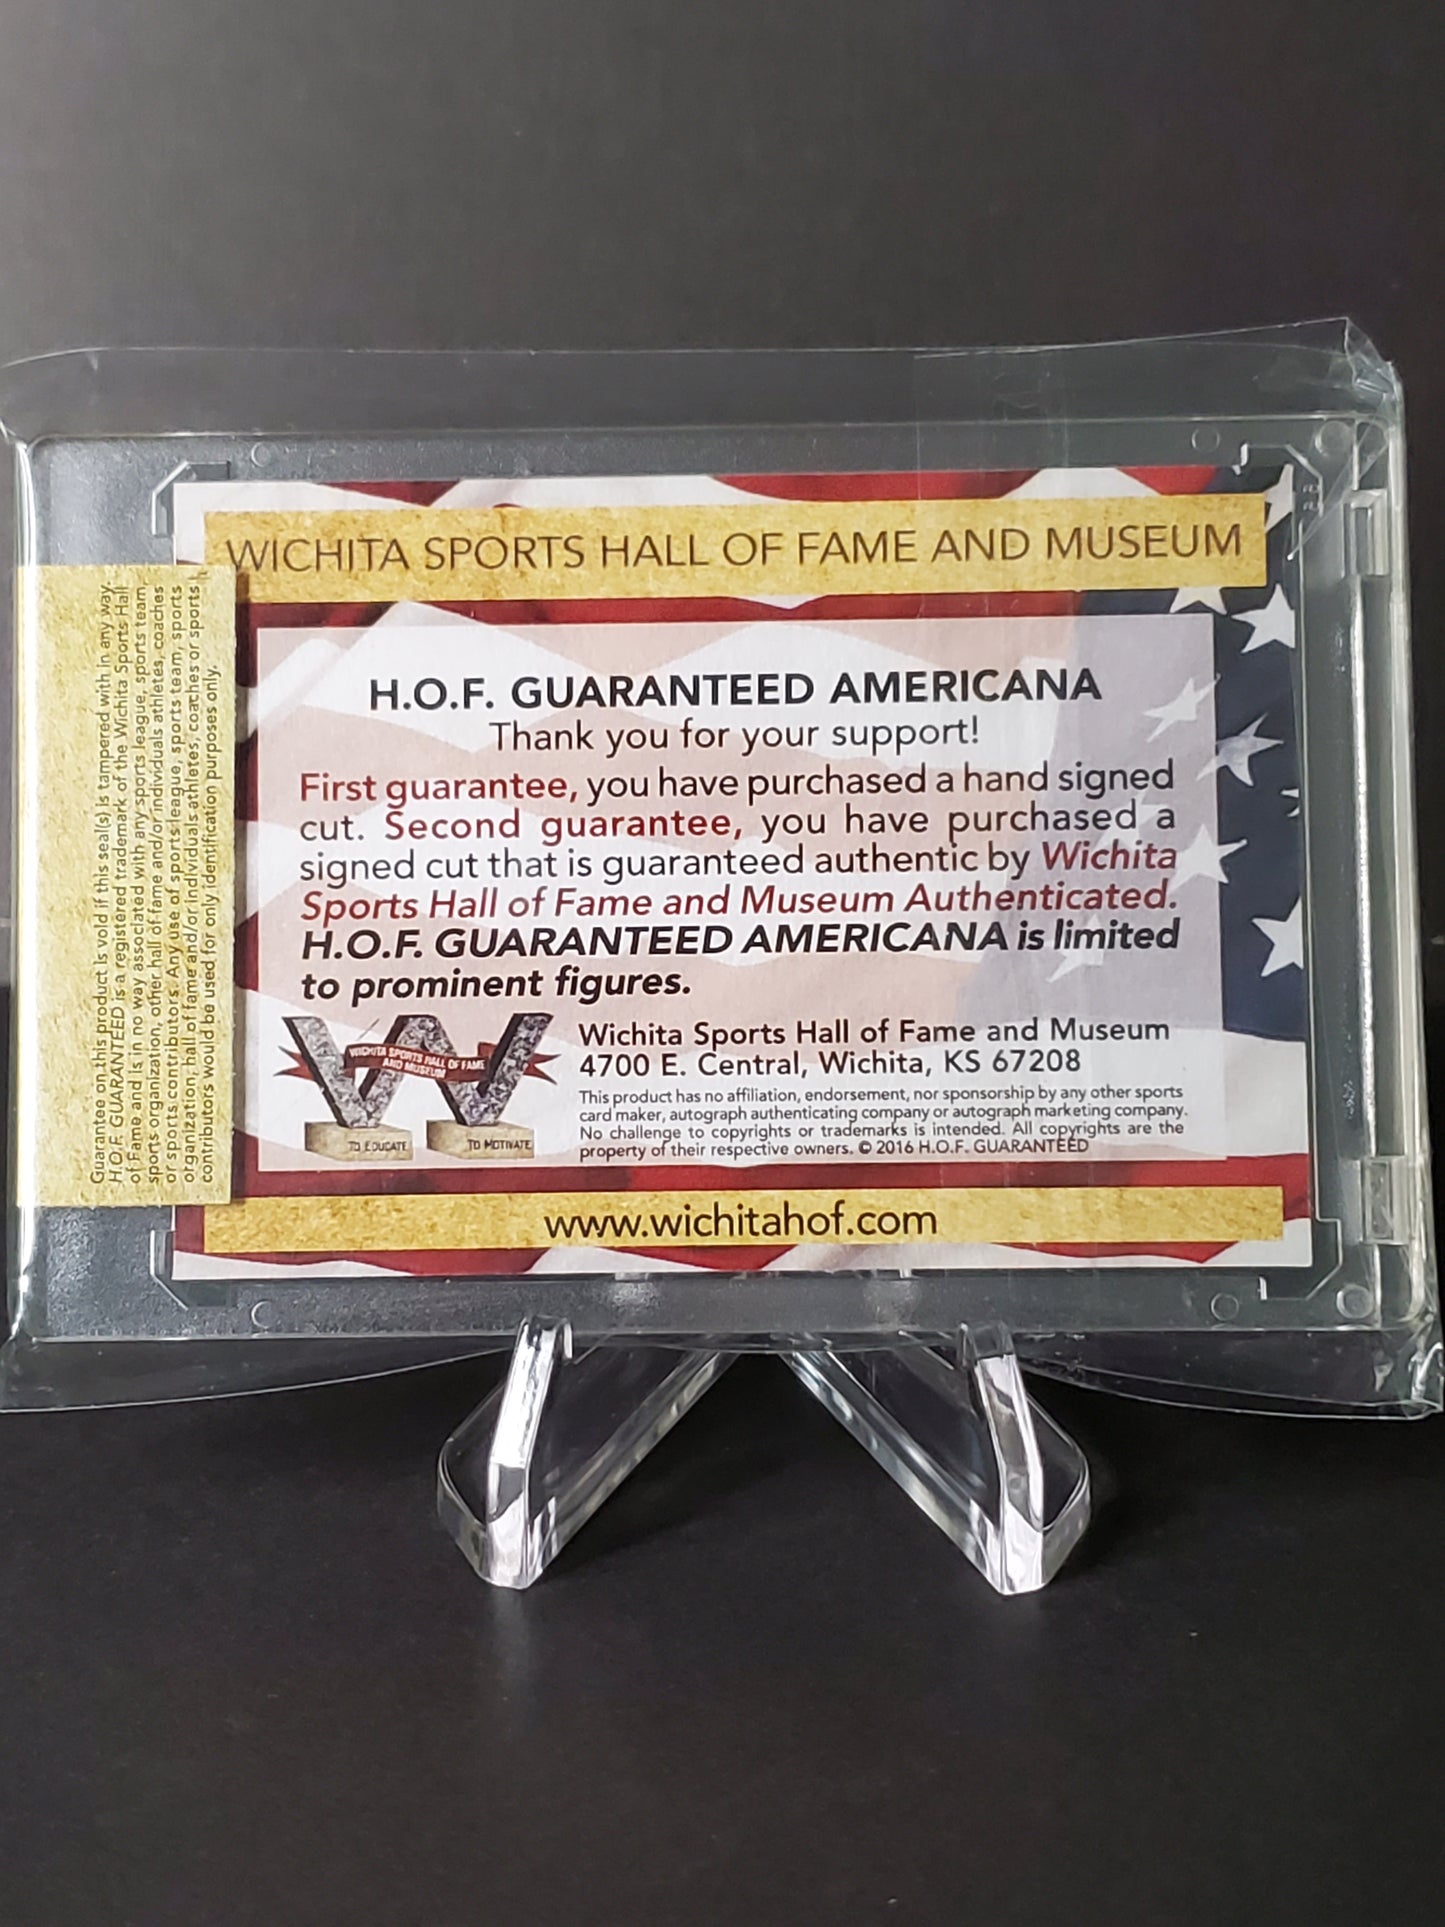 WICHITA SPORTS HALL OF FAME AND MUSEUM
Guarantee on this product is void if this seal(s) is tampered with in any way.
H.O.F. GUARANTEED is a registered trademark of the Wichita Sports Hall
of Fame and is in no way associated with any sports league, sports team,
sports organization, other hall of fame and/or individuals athletes, coaches
or sports contributors. Any use of sports league, sports team, sports
organization, hall of fame and/or individuals athletes, coaches or sports
contributors would be used for only identification purposes only.
H.O.F. GUARANTEED AMERICANA
Thank you for your support!
First guarantee, you have purchased a hand signed
cut. Second guarantee, you have purchased a
signed cut that is guaranteed authentic by Wichita
Sports Hall of Fame and Museum Authenticated.
H.O.F. GUARANTEED AMERICANA is limited
to prominent figures.
WICHITA SPORTS HALL OF FAME
AND MUSEUM
TO EDUCATE
TO MOTIVATE
Wichita Sports Hall of Fame and Museum
4700 E. Central, Wichita, KS 67208
This product has no affiliation, endorsement, nor sponsorship by any other sports
card maker, autograph authenticating company or autograph marketing company.
No challenge to copyrights or trademarks is intended. All copyrights are the
property of their respective owners. © 2016 H.O.F. GUARANTEED
www.wichitahof.com